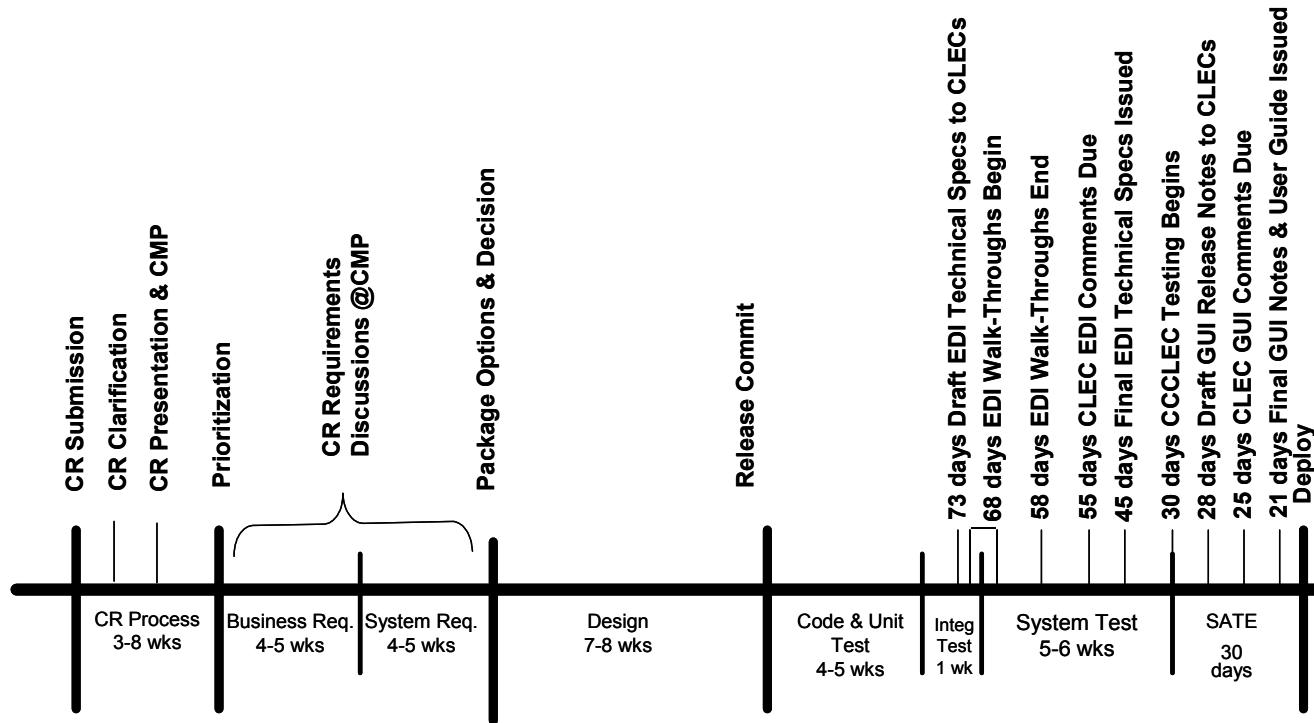 CR Submission
CR Clarification
CR Presentation & CMP
Prioritization
CR Requirements
Discussions @CMP
Package Options & Decision
Release Commit
73 days Draft EDI Technical Specs to CLECs
68 days EDI Walk-Throughs Begin
58 days EDI Walk-Throughs End
55 days CLEC EDI Comments Due
45 days Final EDI Technical Specs Issued
30 days CCCLEC Testing Begins
28 days Draft GUI Release Notes to CLECs
25 days CLEC GUI Comments Due
21 days Final GUI Notes & User Guide Issued
Deploy
CR Process
3-8 wks
Business Req.
4-5 wks
System Req.
4-5 wks
Design
7-8 wks
Code & Unit
Test
4-5 wks
Integ
Test
1 wk
System Test
5-6 wks
SATE
30
days